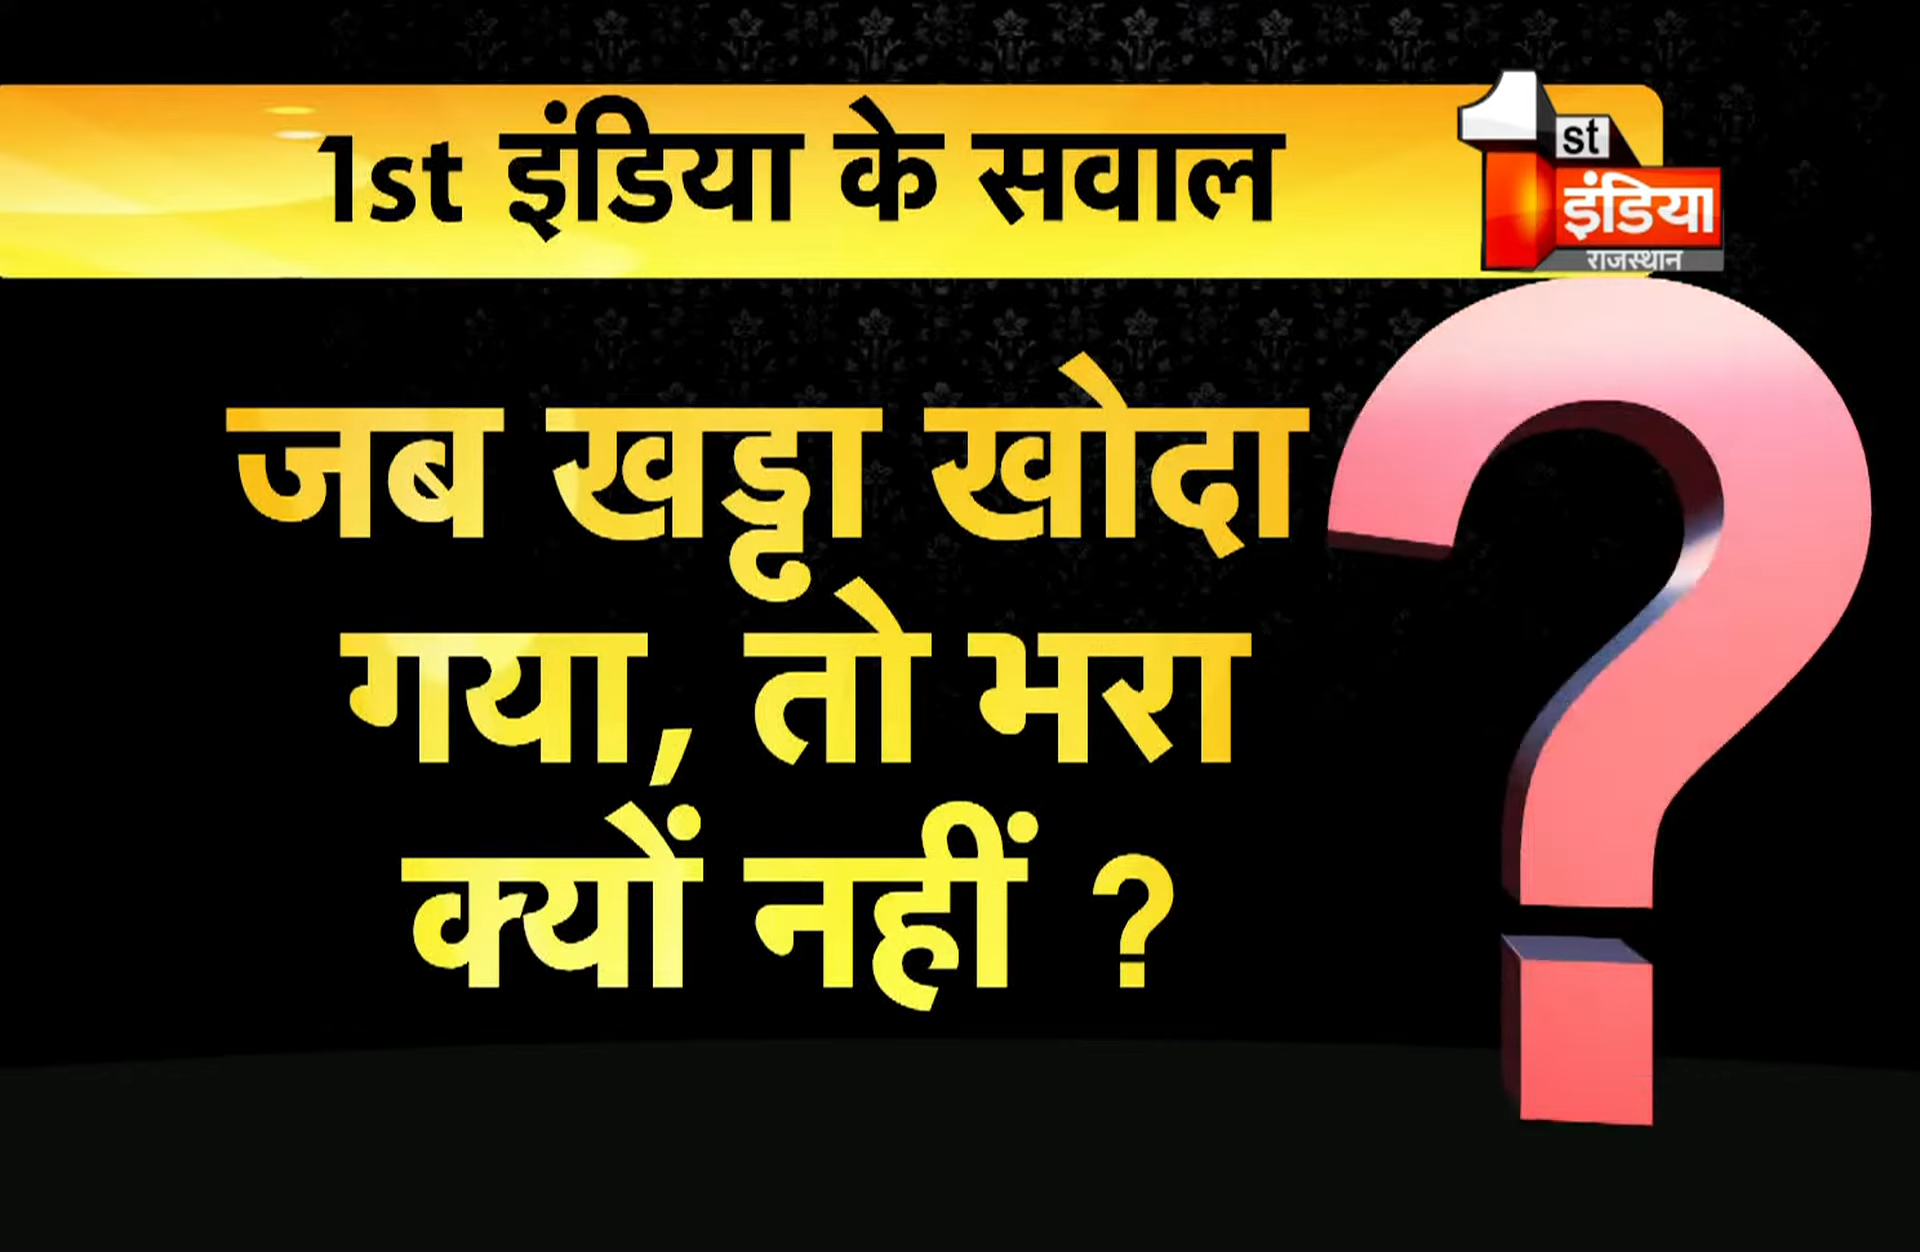 1st इंडिया के सवाल
1st
इंडिया
राजस्थान
जब खड्ढा खोदा
गया, तो भरा
क्यों नहीं ?
?